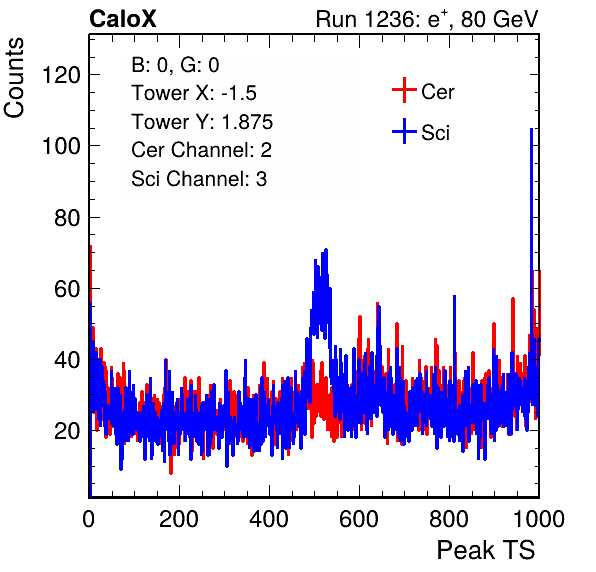 CaloX Run 1236: e⁺, 80 GeV
Counts
B: 0, G: 0
Tower X: -1.5
Tower Y: 1.875
Cer Channel: 2
Sci Channel: 3
Cer
Sci
120
100
80
60
40
20
0 200 400 600 800 1000
Peak TS